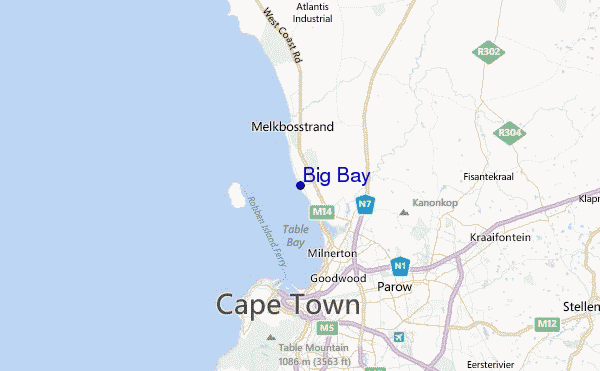 Atlantis
Industrial
West Coast Rd
R302
Melkbosstrand
R304
Big Bay
Fisantekraal
Klapm
M14
N7
Kanonkop
Robben Island Ferry
Table
Bay
Kraaifontein
Milnerton
N1
Goodwood
Parow
Cape Town
Stellen
M5
M12
Table Mountain
1086 m (3563 ft)
Eersterivier